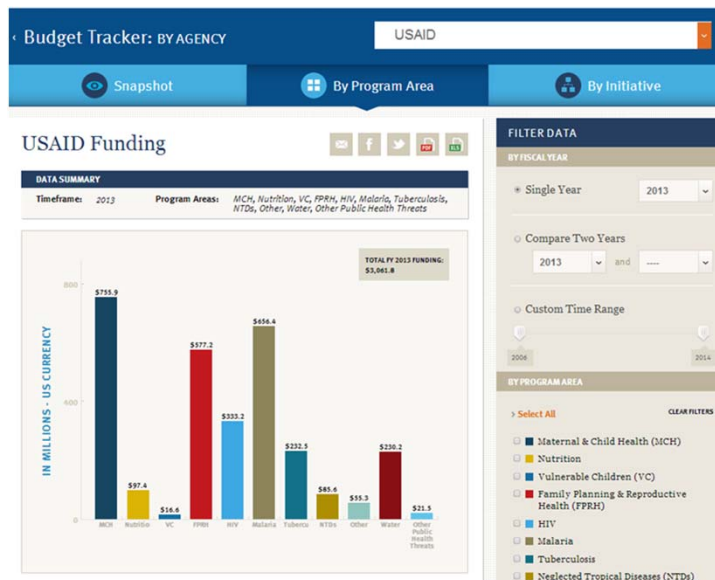 ‹ Budget Tracker: BY AGENCY
USAID
Snapshot
By Program Area
By Initiative
USAID Funding
PDF
XLS
DATA SUMMARY
Timeframe: 2013 Program Areas: MCH, Nutrition, VC, FPRH, HIV, Malaria, Tuberculosis,
NTDs, Other, Water, Other Public Health Threats
TOTAL FY 2013 FUNDING:
$3,061.8
IN MILLIONS - US CURRENCY
800
400
0
$755.9
$97.4
$16.6
$577.2
$333.2
$656.4
$232.5
$85.6
$55.3
$230.2
$21.5
MCH Nutritio VC FPRH HIV Malaria Tubercu NTDs Other Water Other
Public
Health
Threats
FILTER DATA
BY FISCAL YEAR
Single Year 2013
Compare Two Years
2013 and ----
Custom Time Range
2006 2014
BY PROGRAM AREA
› Select All CLEAR FILTERS
Maternal & Child Health (MCH)
Nutrition
Vulnerable Children (VC)
Family Planning & Reproductive
Health (FPRH)
HIV
Malaria
Tuberculosis
Neglected Tropical Diseases (NTDs)